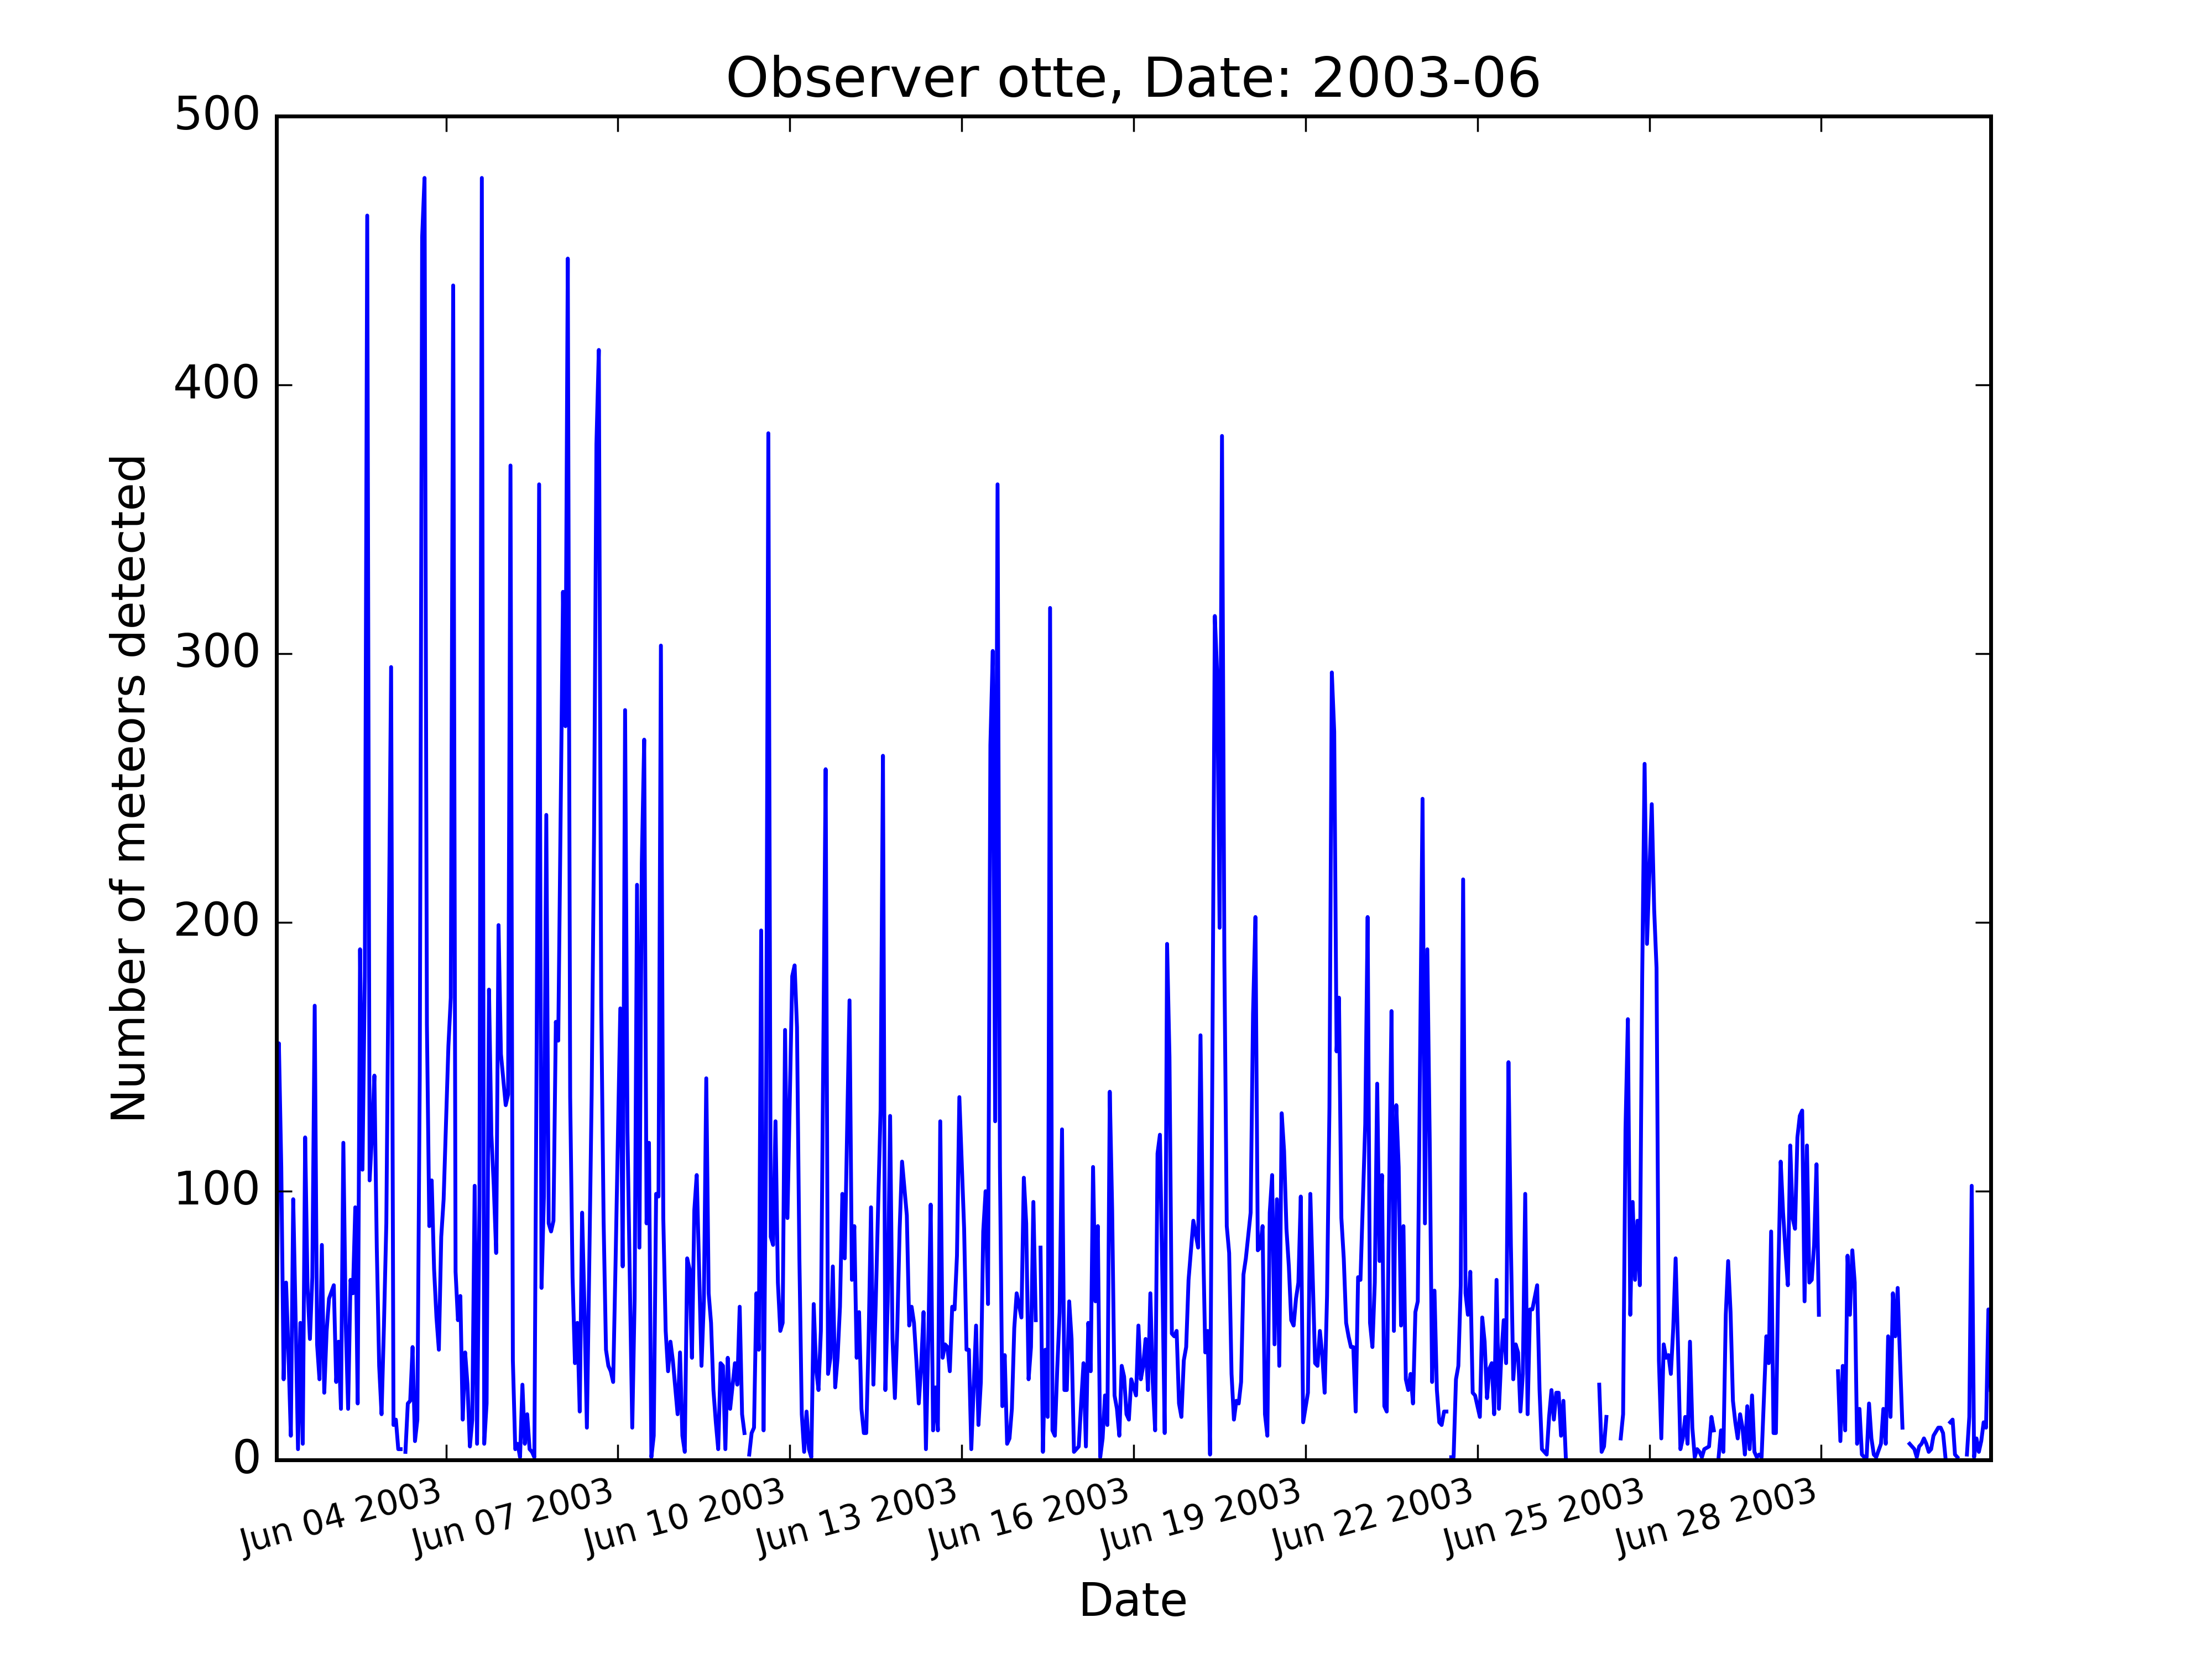 Observer otte, Date: 2003-06
500
400
300
200
100
0
Number of meteors detected
Jun 04 2003
Jun 07 2003
Jun 10 2003
Jun 13 2003
Jun 16 2003
Jun 19 2003
Jun 22 2003
Jun 25 2003
Jun 28 2003
Date